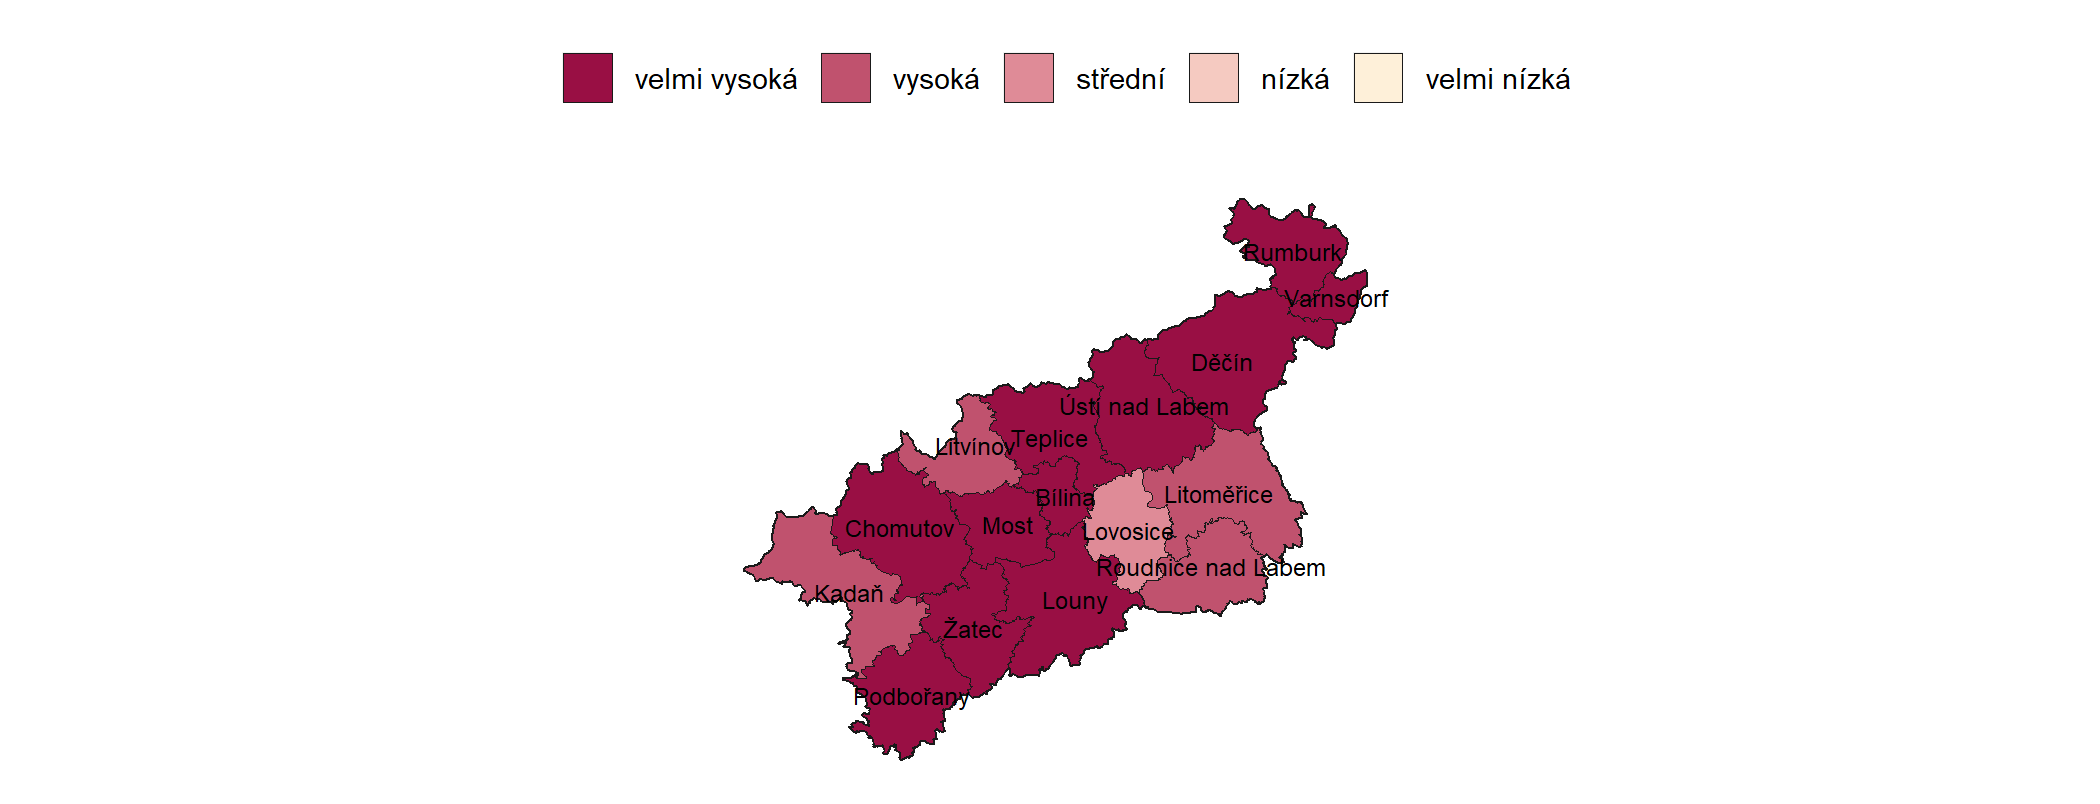 velmi vysoká
vysoká
střední
nízká
velmi nízká
Rumburk
Varnsdorf
Děčín
Ústí nad Labem
Teplice
Litvínov
Litoměřice
Bílina
Most
Chomutov
Lovosice
Roudnice nad Labem
Kadaň
Louny
Žatec
Podbořany